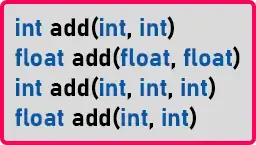 int add(int, int)
float add(float, float)
int add(int, int, int)
float add(int, int)